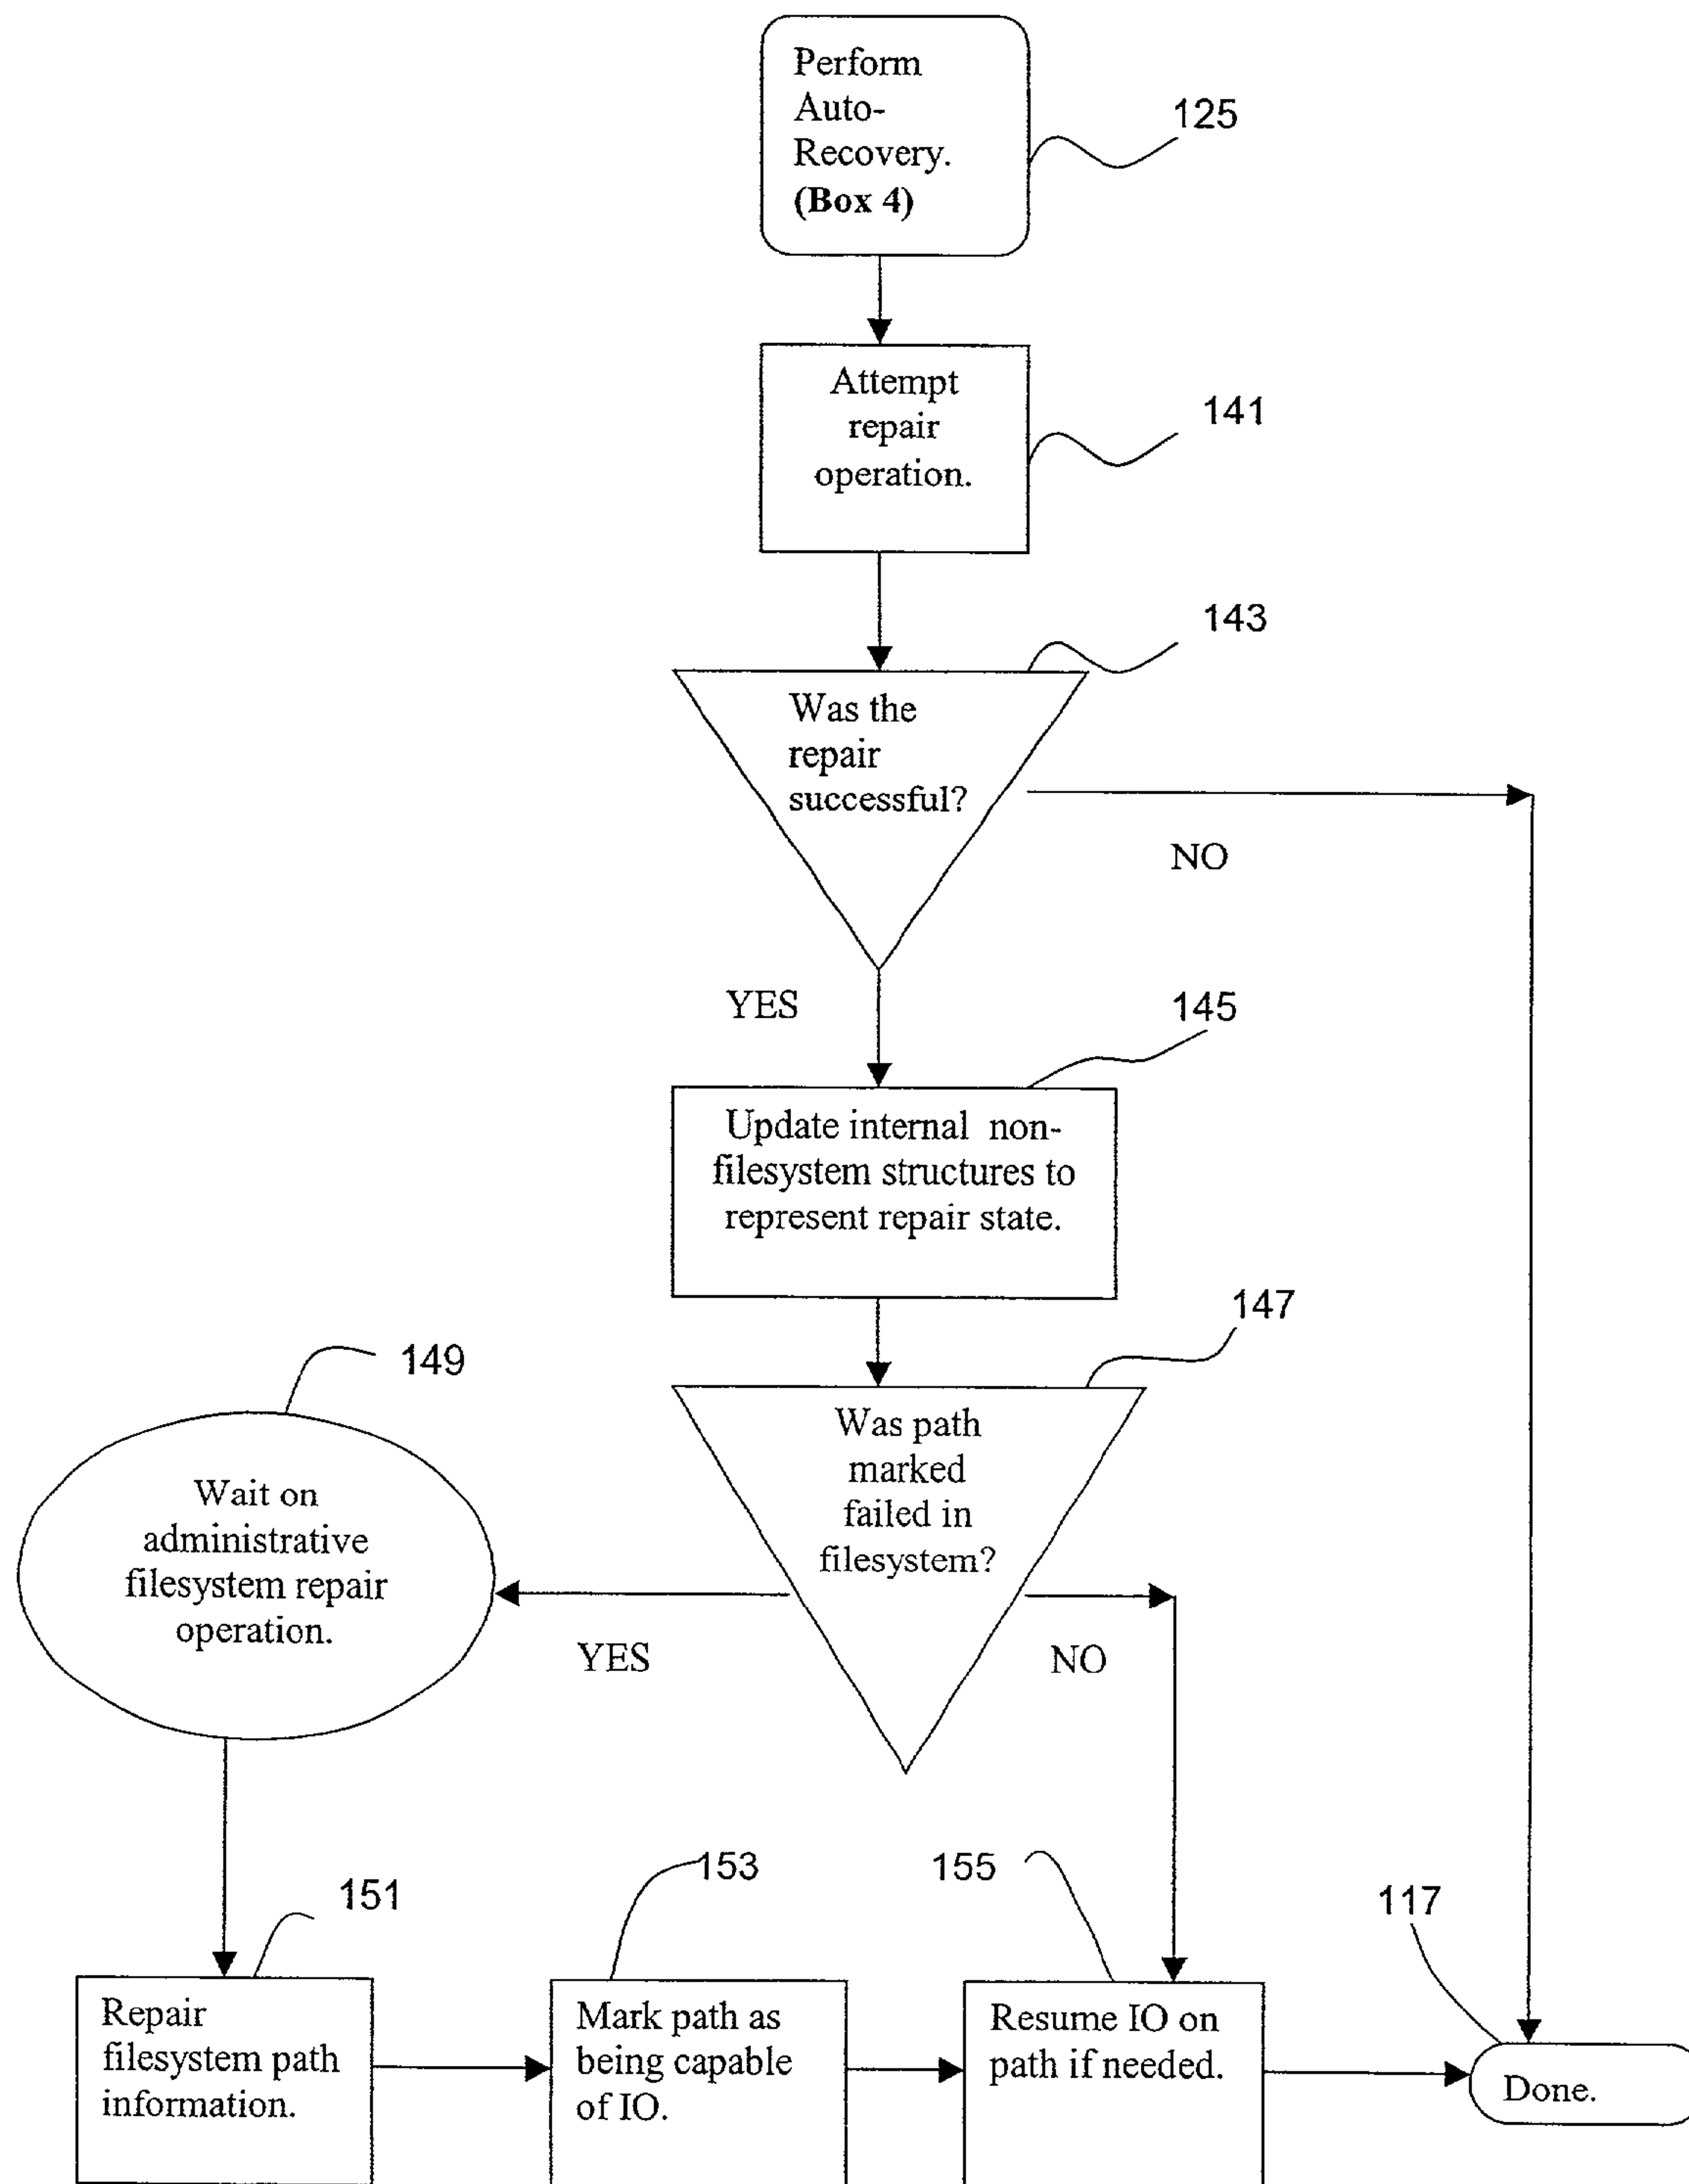 Perform
Auto-
Recovery.
(Box 4)
125
Attempt
repair
operation.
141
143
Was the
repair
successful?
NO
YES
145
Update internal non-
filesystem structures to
represent repair state.
147
149
Was path
marked
failed in
filesystem?
Wait on
administrative
filesystem repair
operation.
YES
NO
151
153
155
117
Repair
filesystem path
information.
Mark path as
being capable
of IO.
Resume IO on
path if needed.
Done.